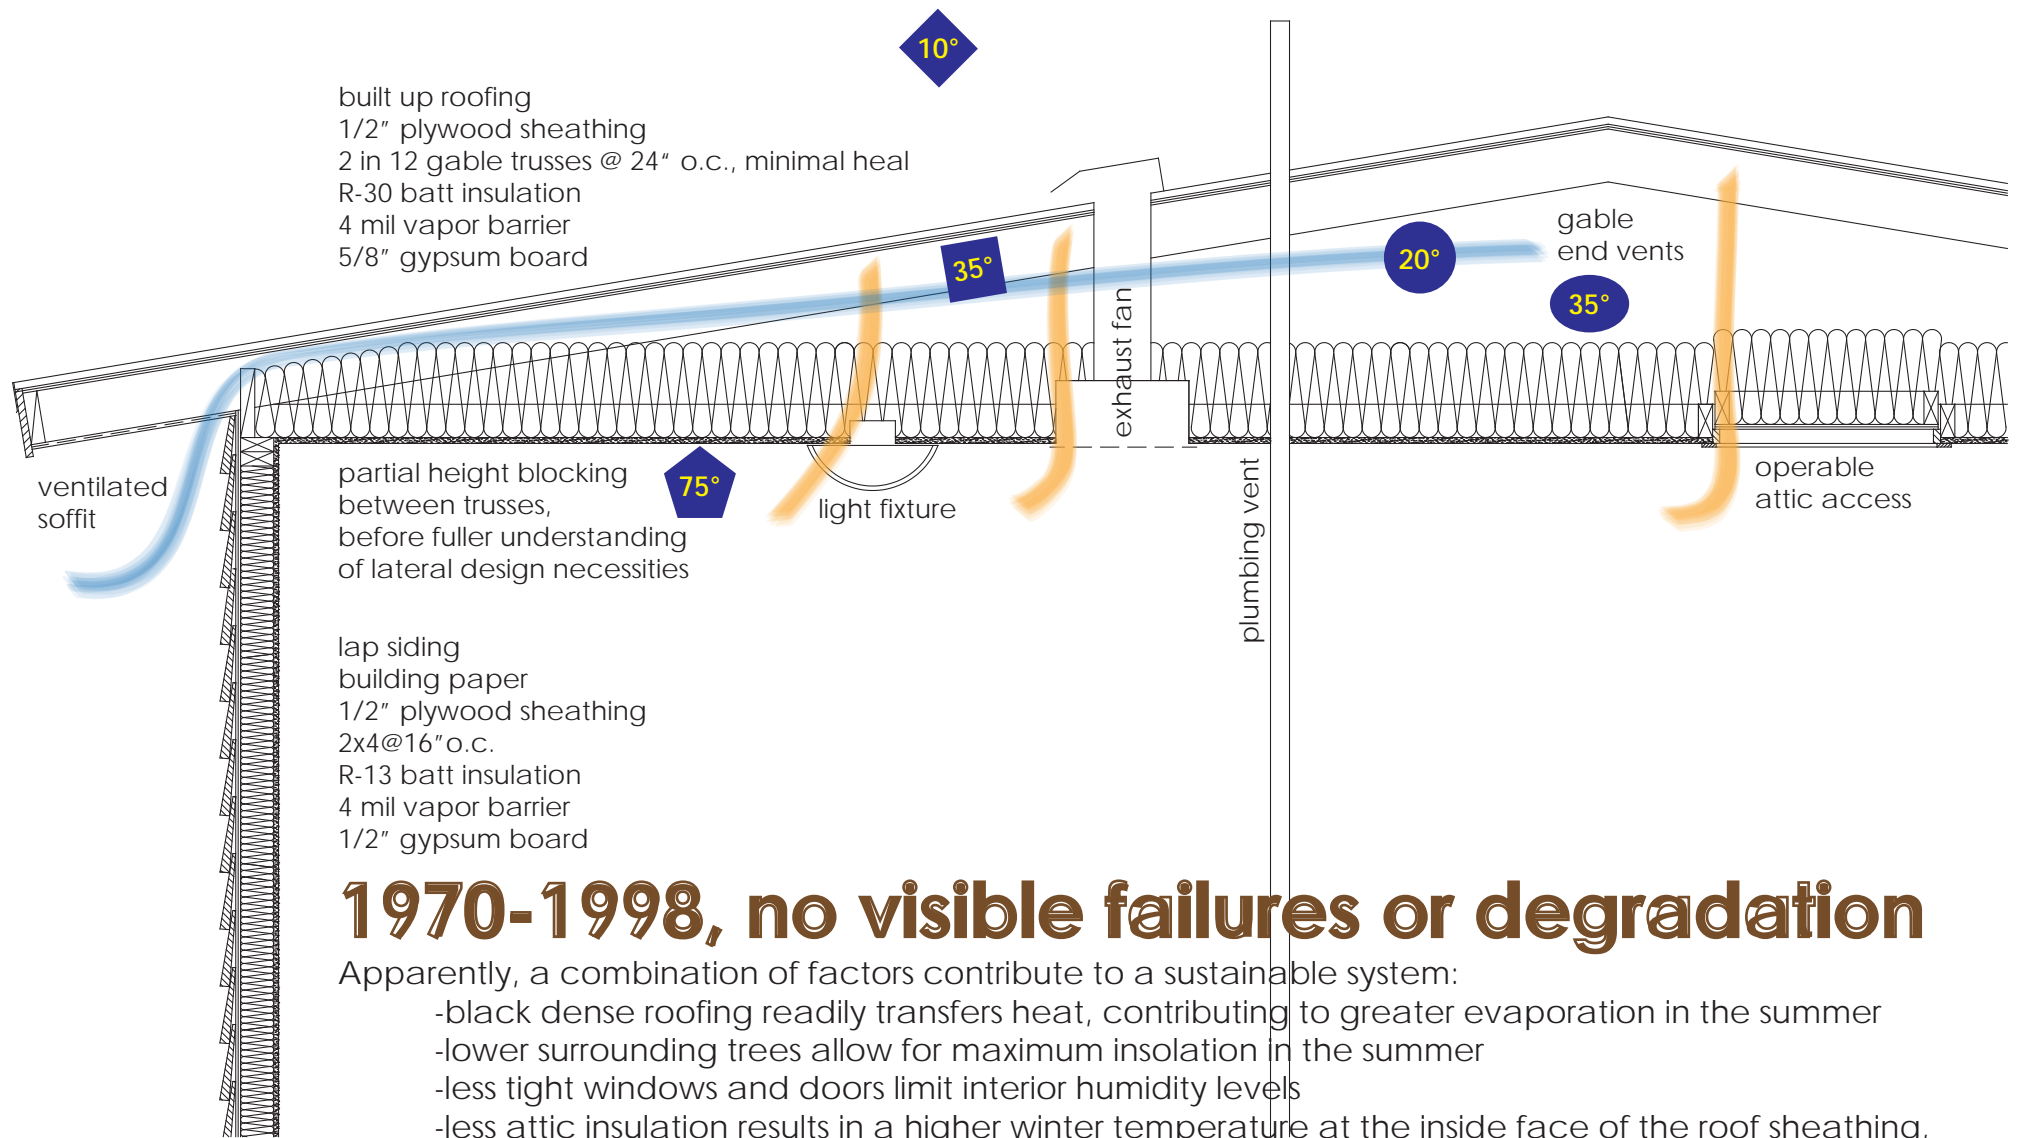 10°
built up roofing
1/2" plywood sheathing
2 in 12 gable trusses @ 24" o.c., minimal heal
R-30 batt insulation
4 mil vapor barrier
5/8" gypsum board
35°
20°
gable
end vents
35°
exhaust fan
ventilated
soffit
partial height blocking
between trusses,
before fuller understanding
of lateral design necessities
75°
light fixture
plumbing vent
operable
attic access
lap siding
building paper
1/2" plywood sheathing
2x4@16"o.c.
R-13 batt insulation
4 mil vapor barrier
1/2" gypsum board
1970-1998, no visible failures or degradation
Apparently, a combination of factors contribute to a sustainable system:
-black dense roofing readily transfers heat, contributing to greater evaporation in the summer
-lower surrounding trees allow for maximum insolation in the summer
-less tight windows and doors limit interior humidity levels
-less attic insulation results in a higher winter temperature at the inside face of the roof sheathing,